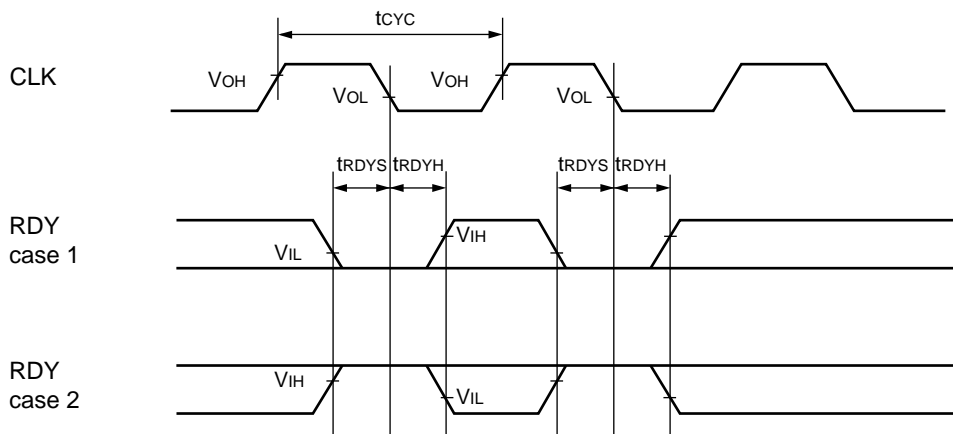 tCYC
CLK
VOH
VOL
VOH
VOL
tRDYS
tRDYH
tRDYS
tRDYH
RDY
case 1
VIL
VIH
RDY
case 2
VIH
VIL